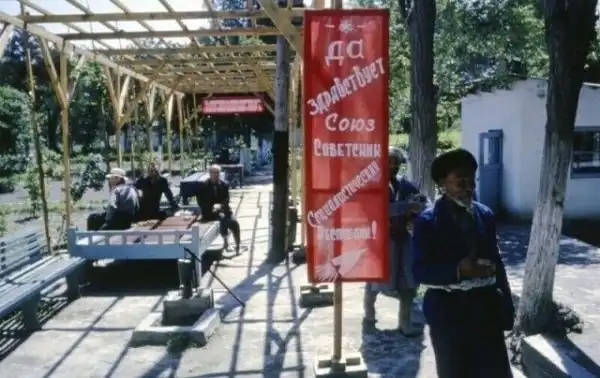 Да
Здравствует
Союз
Советских
Социалистических
Республик!